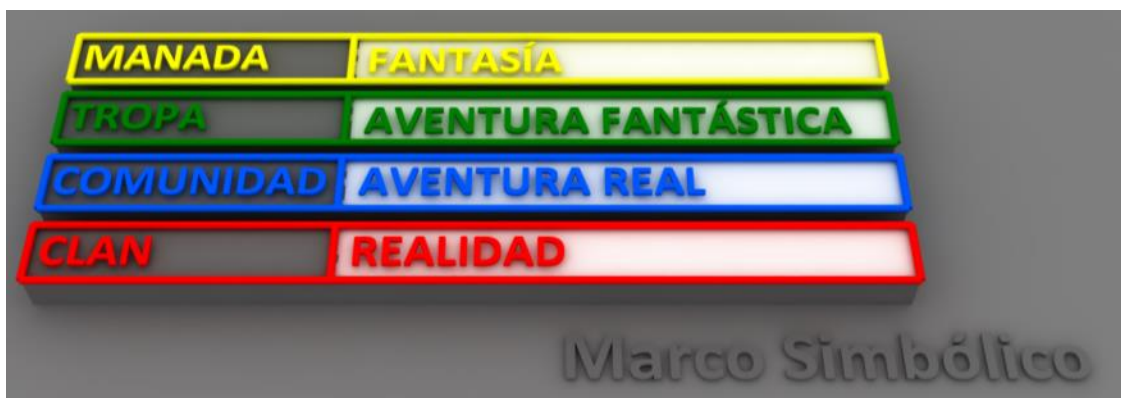 MANADA FANTASÍA
TROPA AVENTURA FANTÁSTICA
COMUNIDAD AVENTURA REAL
CLAN REALIDAD
Marco Simbólico